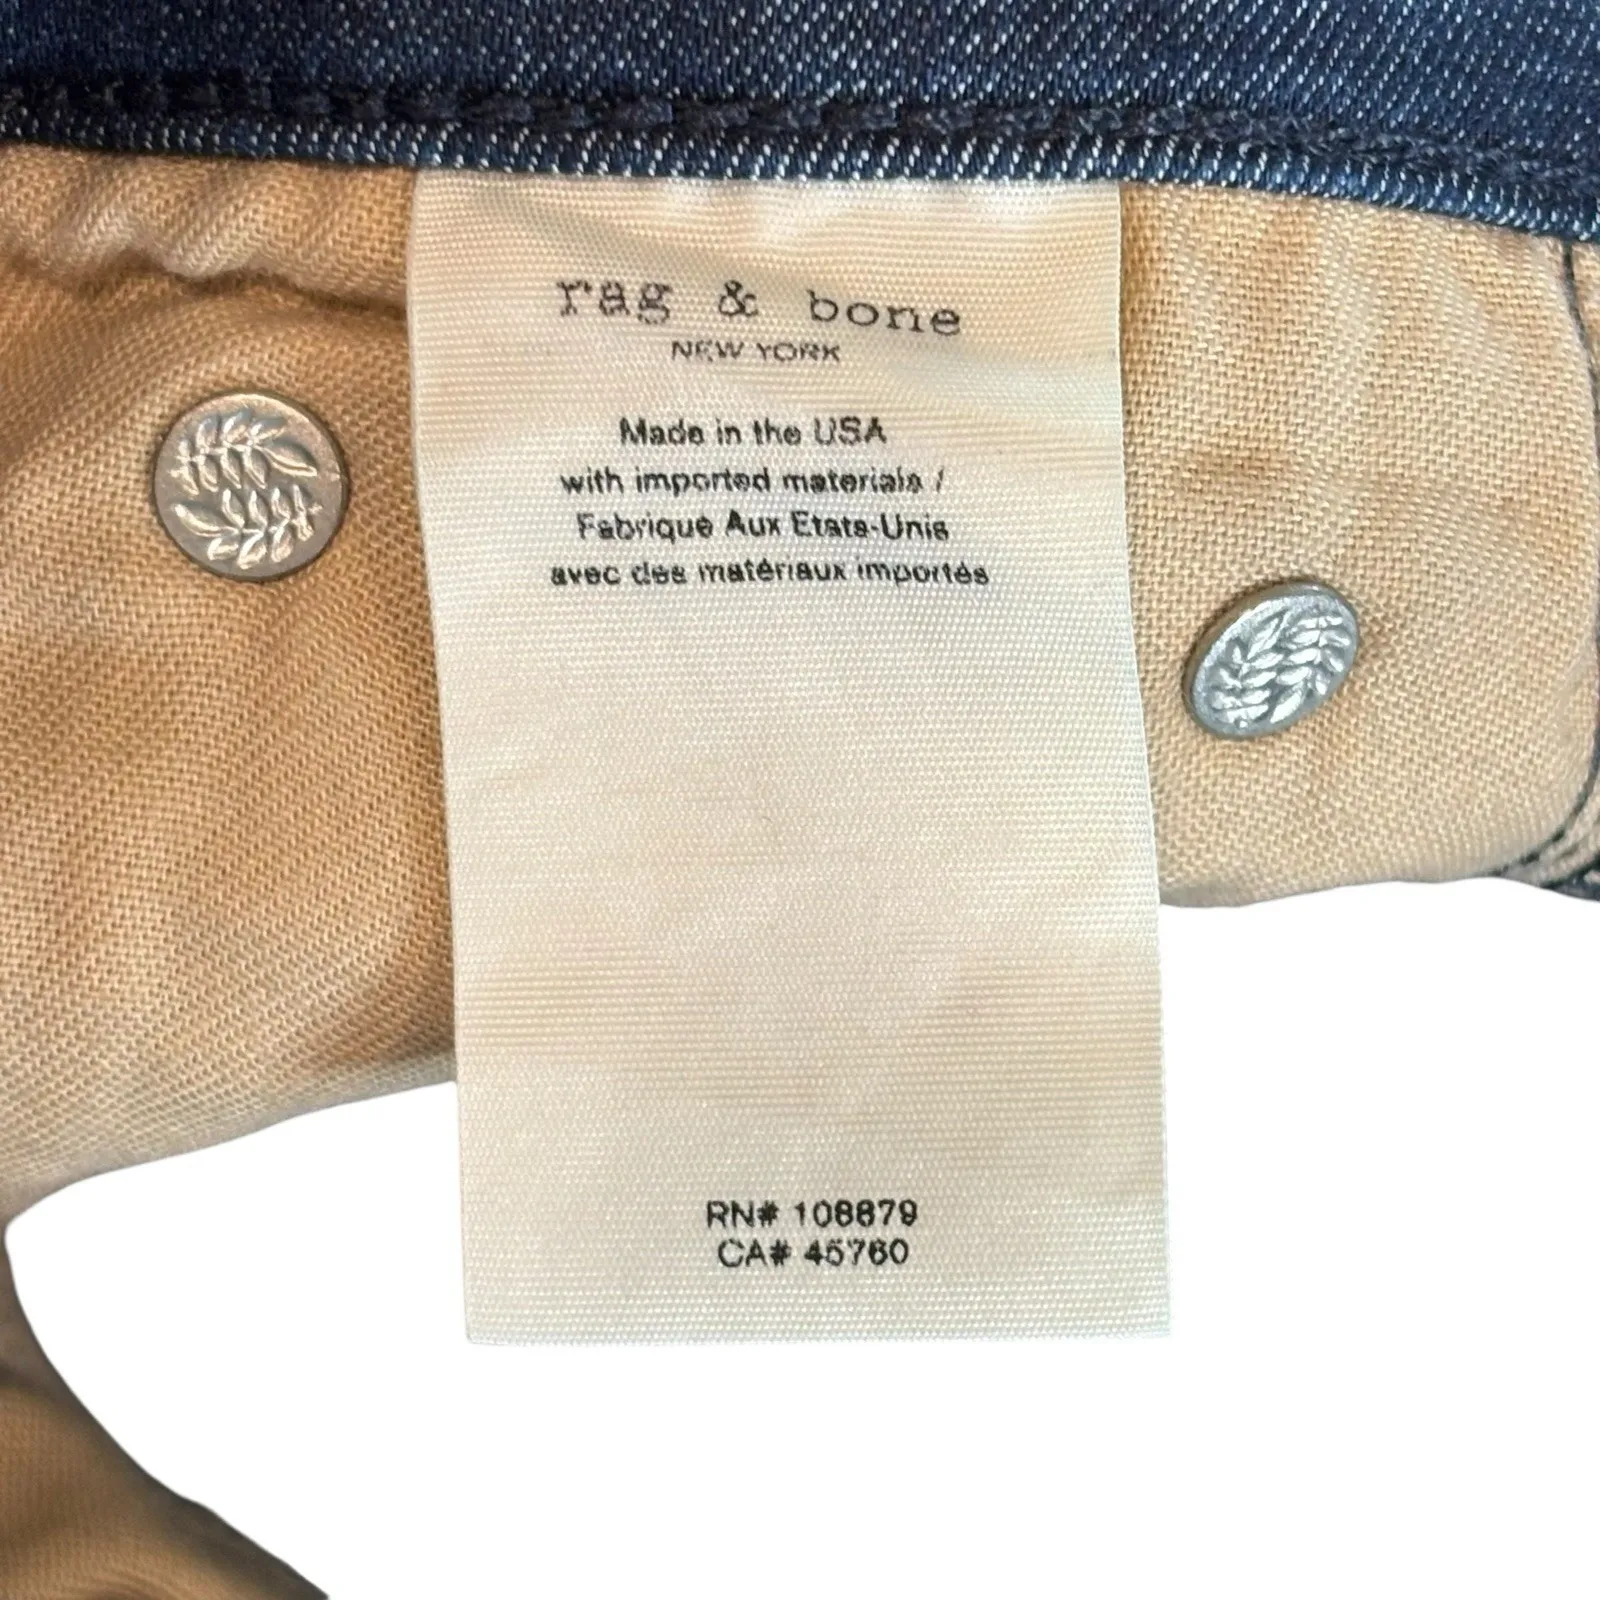 rag & bone
NEW YORK
Made in the USA
with imported materials /
Fabriqué Aux Etats-Unis
avec des matériaux importés
RN# 108879
CA# 45760